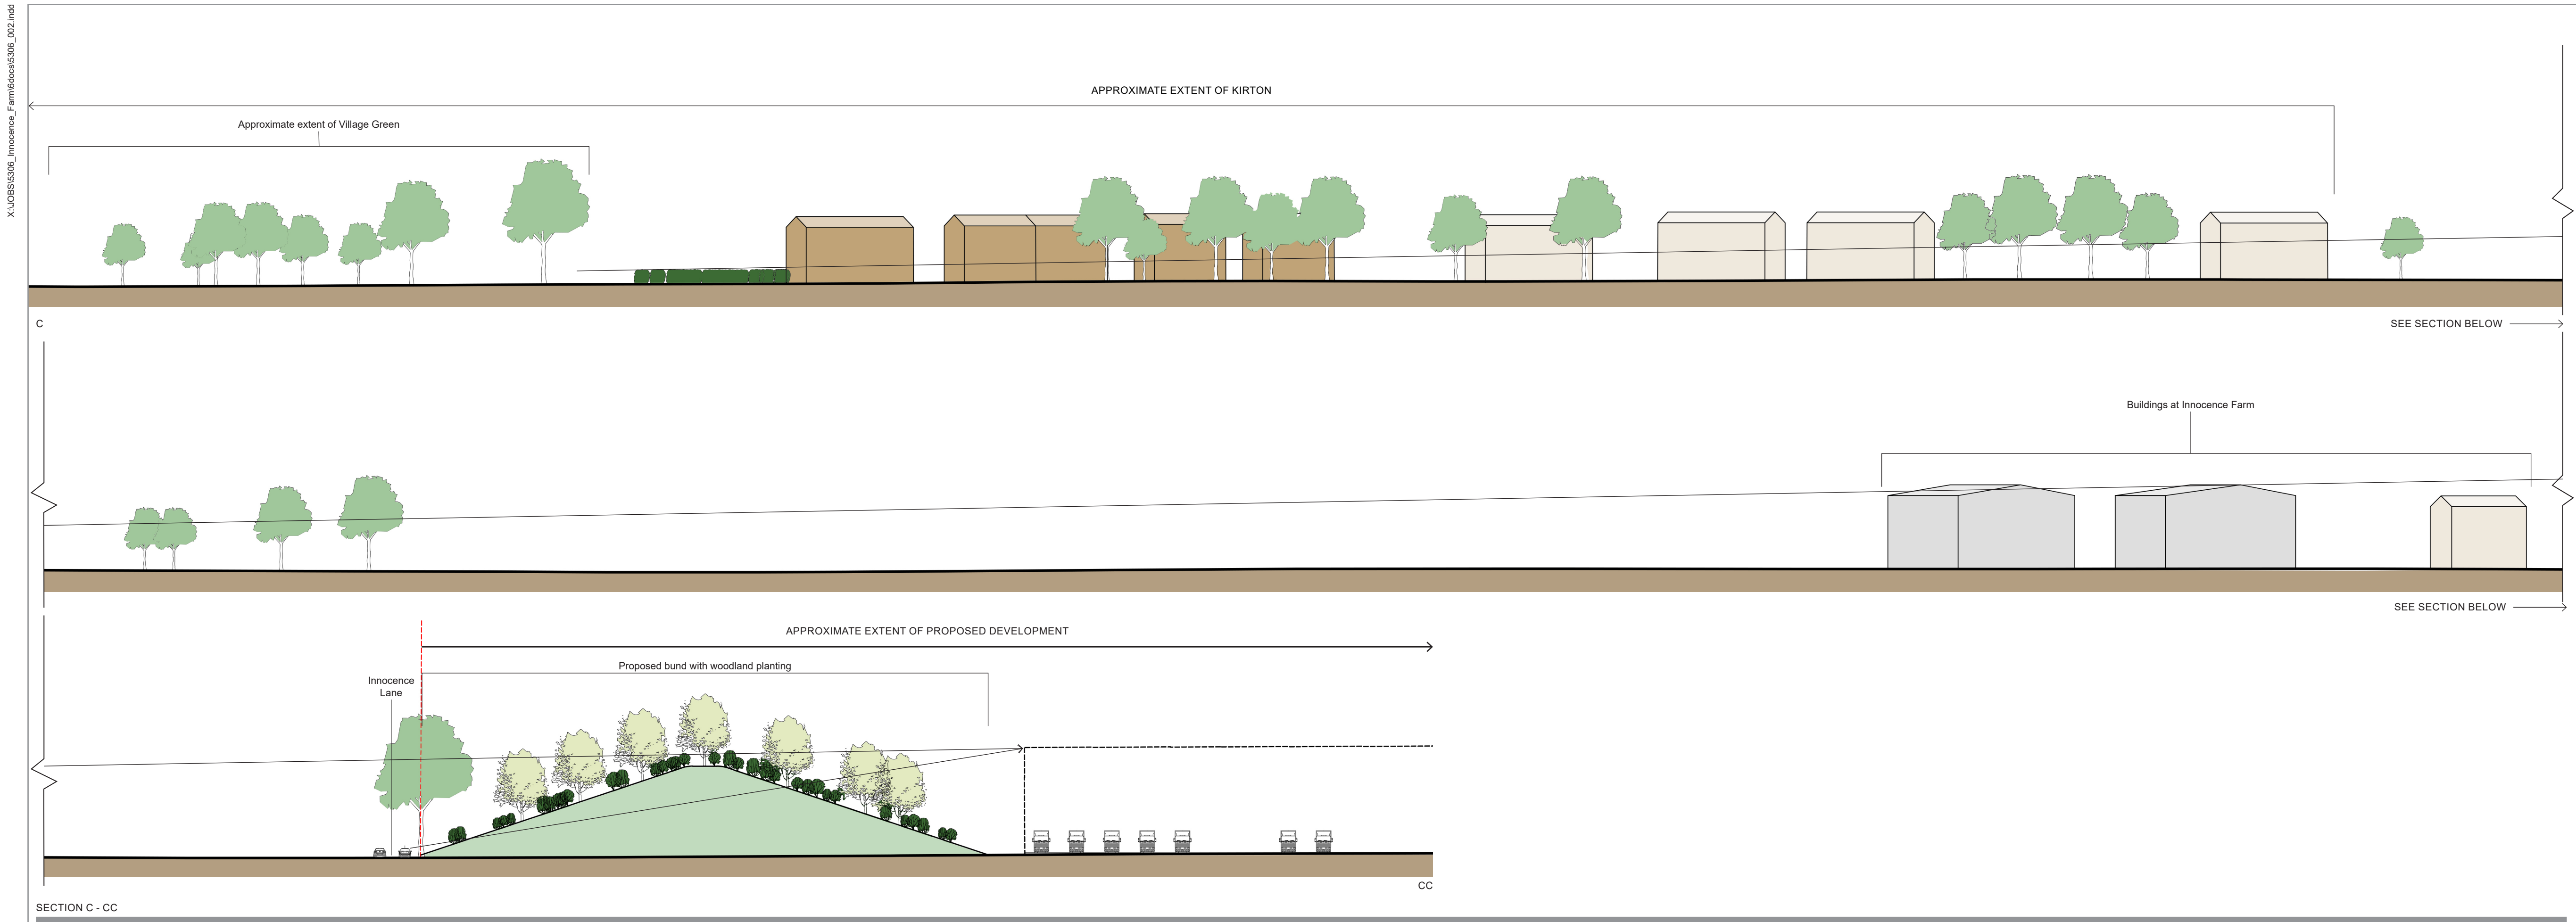 X:\JOBS\5306_Innocence_Farm\6docs\5306_002.indd
APPROXIMATE EXTENT OF KIRTON
Approximate extent of Village Green
C
SEE SECTION BELOW
Buildings at Innocence Farm
SEE SECTION BELOW
APPROXIMATE EXTENT OF PROPOSED DEVELOPMENT
Proposed bund with woodland planting
Innocence
Lane
CC
SECTION C - CC